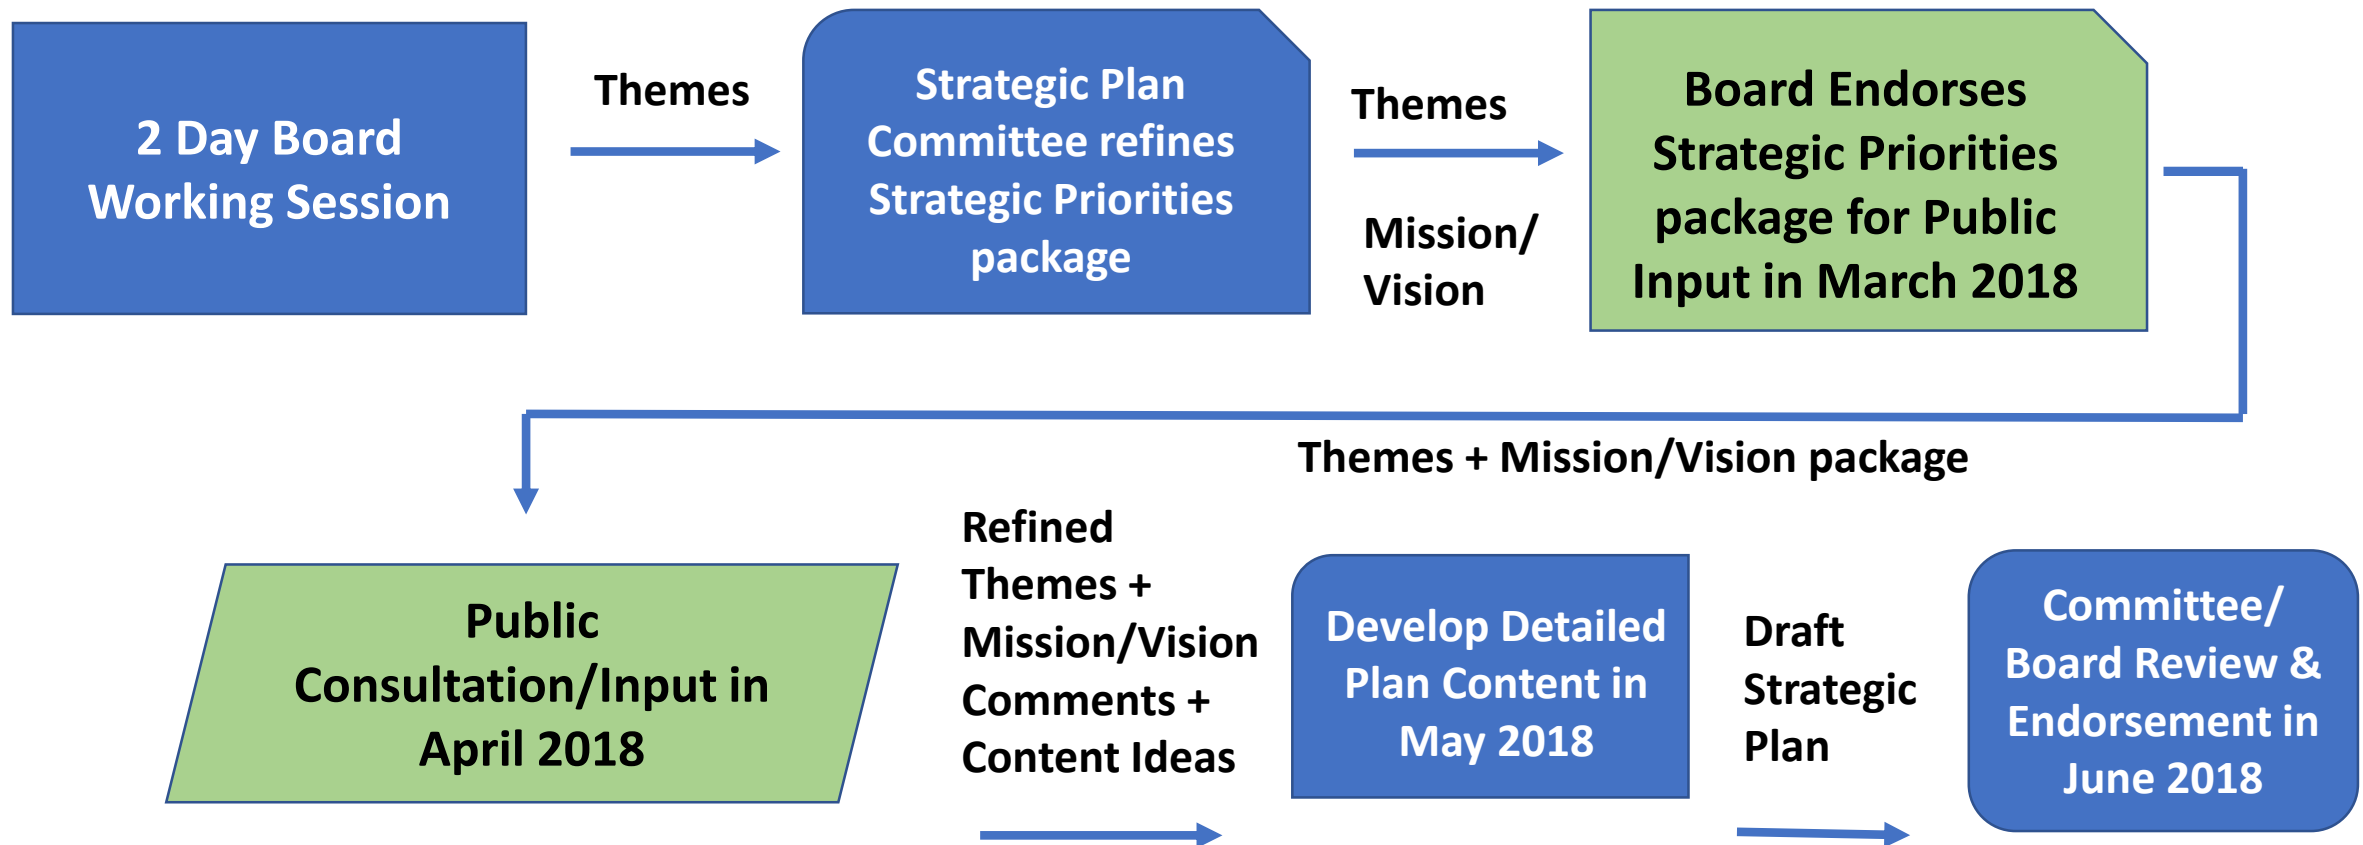 2 Day Board
Working Session
Themes
Strategic Plan
Committee refines
Strategic Priorities
package
Themes
Mission/
Vision
Board Endorses
Strategic Priorities
package for Public
Input in March 2018
Themes + Mission/Vision package
Public
Consultation/Input in
April 2018
Refined
Themes +
Mission/Vision
Comments +
Content Ideas
Develop Detailed
Plan Content in
May 2018
Draft
Strategic
Plan
Committee/
Board Review &
Endorsement in
June 2018